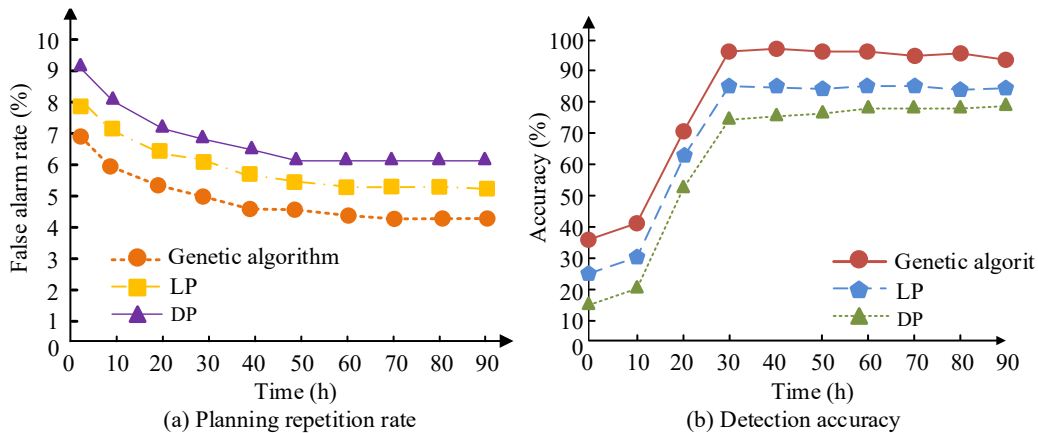 False alarm rate (%)
10
9
8
7
6
5
4
3
2
1
0 10 20 30 40 50 60 70 80 90
Genetic algorithm
LP
DP
Time (h)
(a) Planning repetition rate
Accuracy (%)
100
90
80
70
60
50
40
30
20
10
0
0 10 20 30 40 50 60 70 80 90
Genetic algorit
LP
DP
Time (h)
(b) Detection accuracy